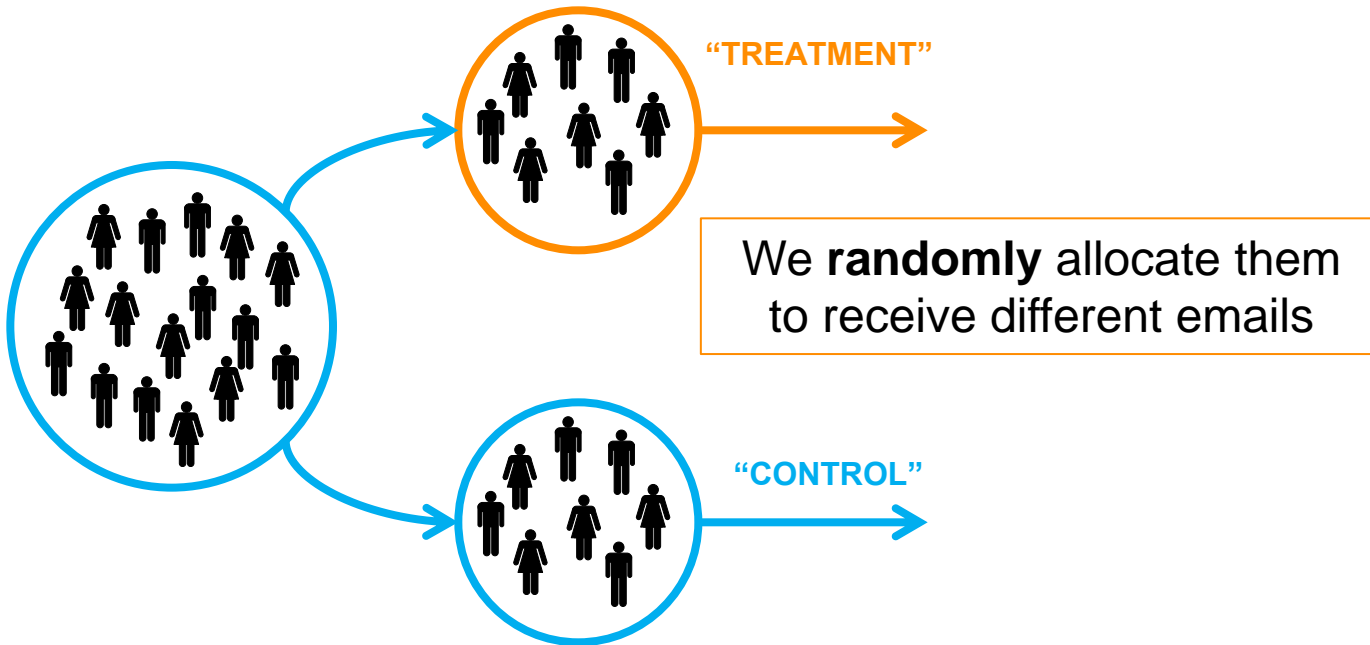 “TREATMENT”
We randomly allocate them
to receive different emails
“CONTROL”